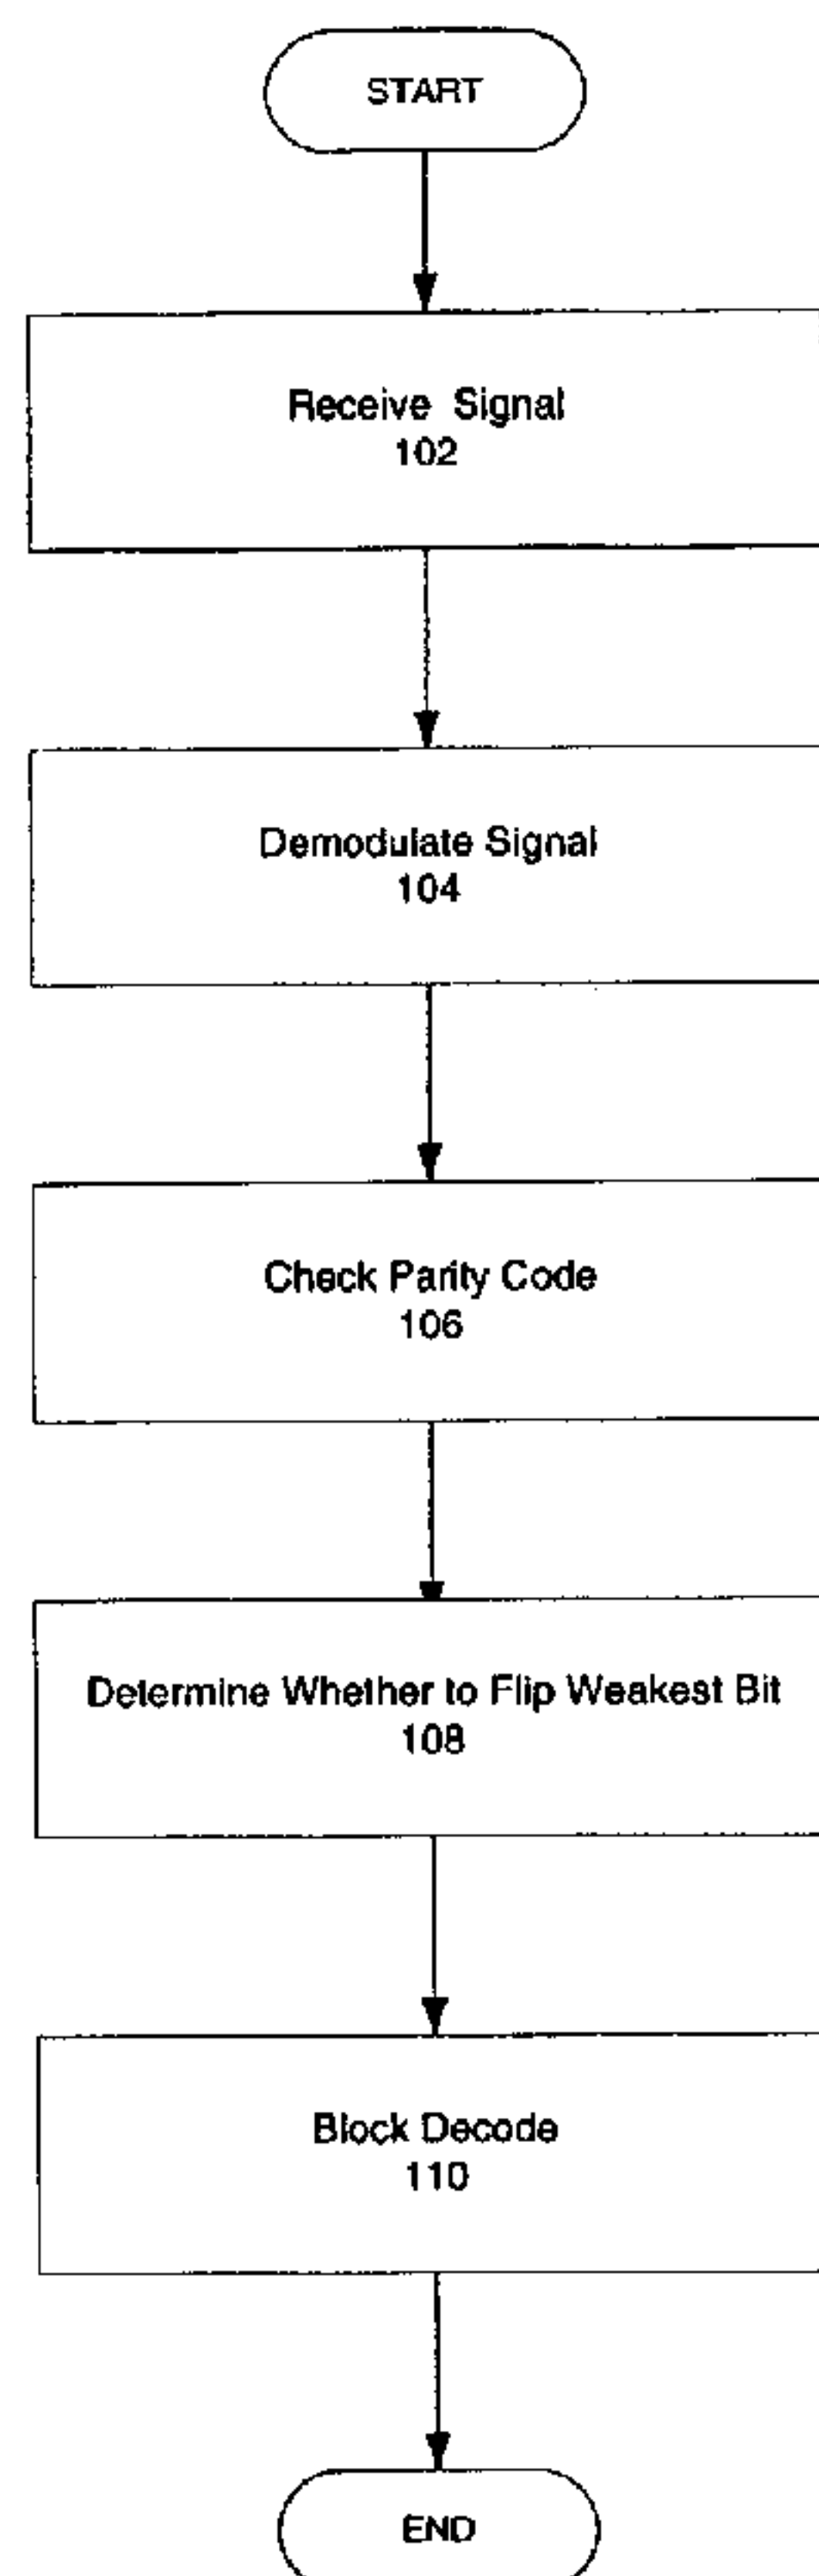 START
Receive Signal
102
Demodulate Signal
104
Check Parity Code
106
Determine Whether to Flip Weakest Bit
108
Block Decode
110
END